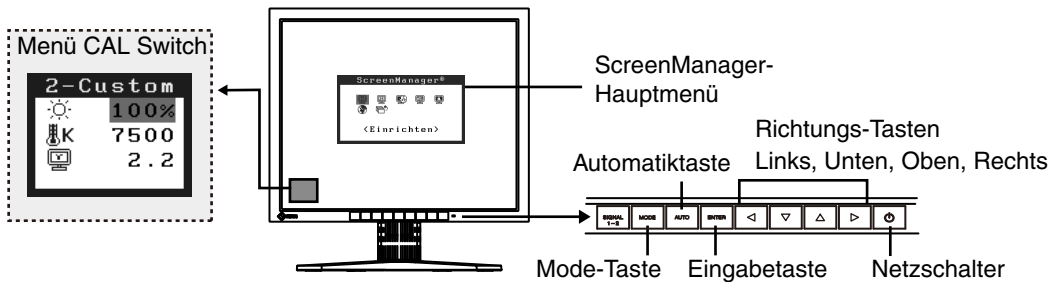 Menü CAL Switch
2-Custom
100%
K 7500
2.2
ScreenManager®
<Einrichten>
ScreenManager-
Hauptmenü
Richtungs-Tasten
Links, Unten, Oben, Rechts
Automatiktaste
SIGNAL
1-2
MODE
AUTO
ENTER
Mode-Taste
Eingabetaste
Netzschalter